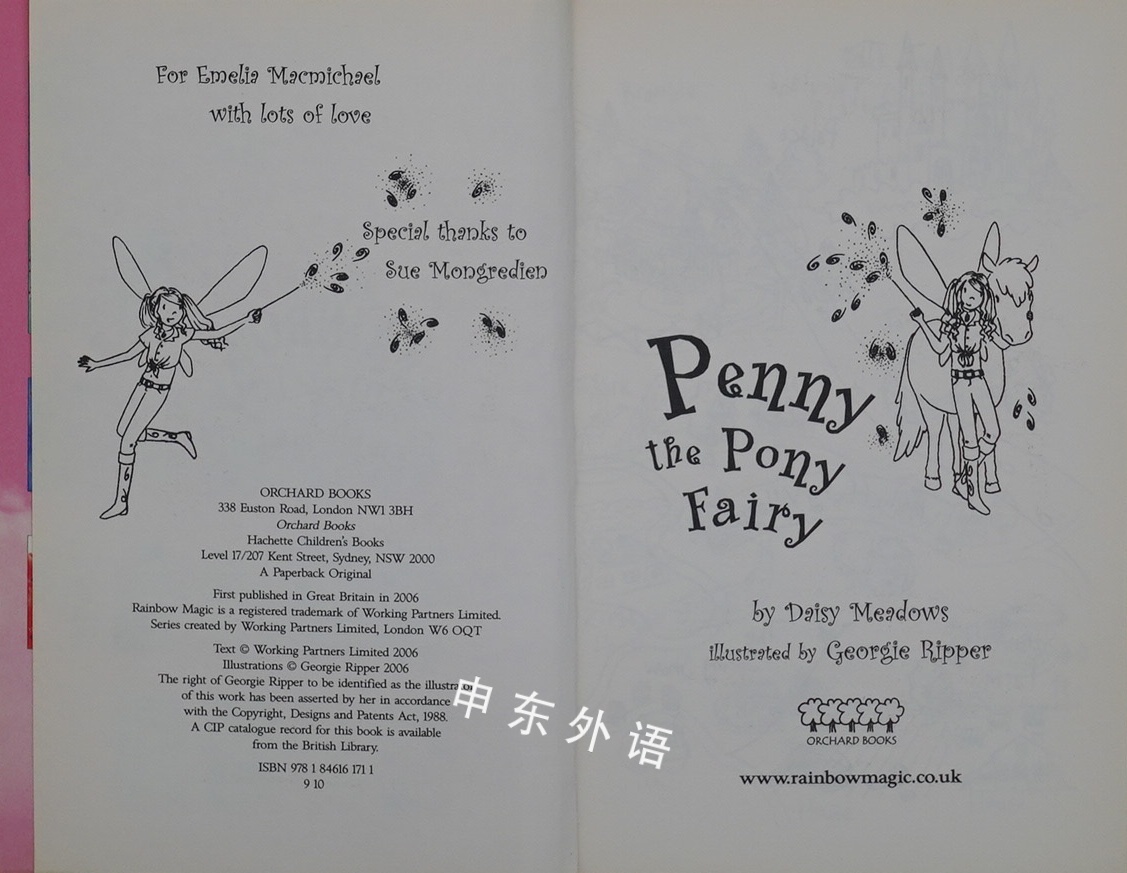 For Emelia Macmichael
with lots of love
Special thanks to
Sue Mongredien
ORCHARD BOOKS
338 Euston Road, London NW1 3BH
Orchard Books
Hachette Children's Books
Level 17/207 Kent Street, Sydney, NSW 2000
A Paperback Original
First published in Great Britain in 2006
Rainbow Magic is a registered trademark of Working Partners Limited.
Series created by Working Partners Limited, London W6 OQT
Text © Working Partners Limited 2006
Illustrations © Georgie Ripper 2006
The right of Georgie Ripper to be identified as the illustrator
of this work has been asserted by her in accordance
with the Copyright, Designs and Patents Act, 1988.
A CIP catalogue record for this book is available
from the British Library.
ISBN 978 1 84616 171 1
9 10
Penny
the Pony
Fairy
by Daisy Meadows
illustrated by Georgie Ripper
ORCHARD BOOKS
www.rainbowmagic.co.uk
申东外语